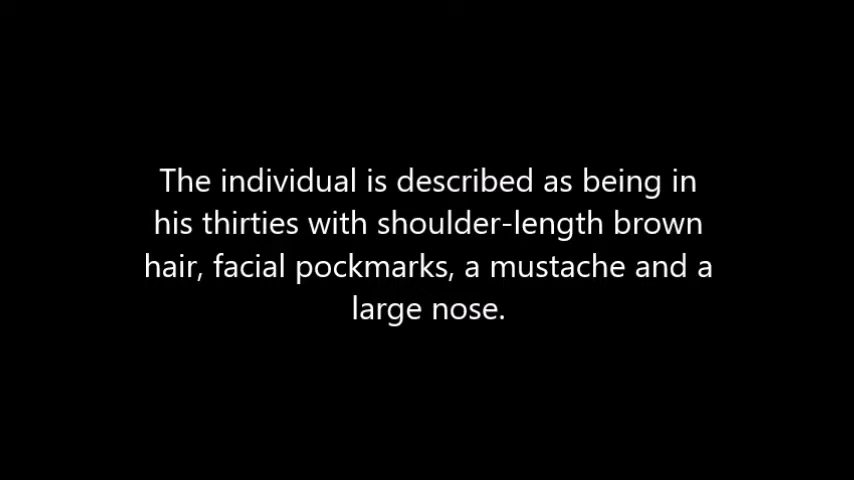 The individual is described as being in
his thirties with shoulder-length brown
hair, facial pockmarks, a mustache and a
large nose.